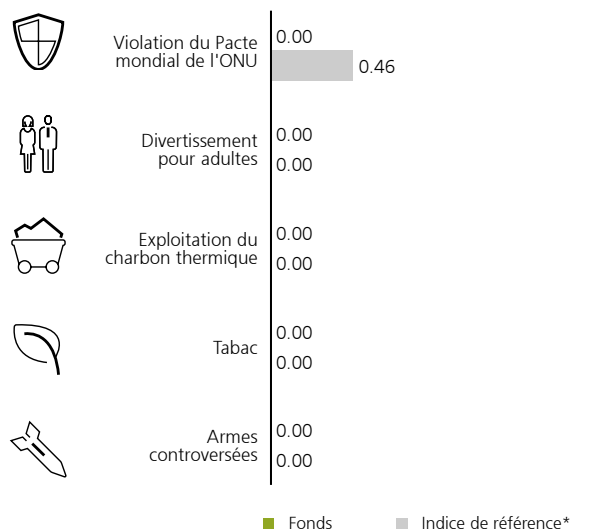 Violation du Pacte
mondial de l'ONU
0.00
0.46
Divertissement
pour adultes
0.00
0.00
Exploitation du
charbon thermique
0.00
0.00
Tabac
0.00
0.00
Armes
controversées
0.00
0.00
Fonds
Indice de référence*